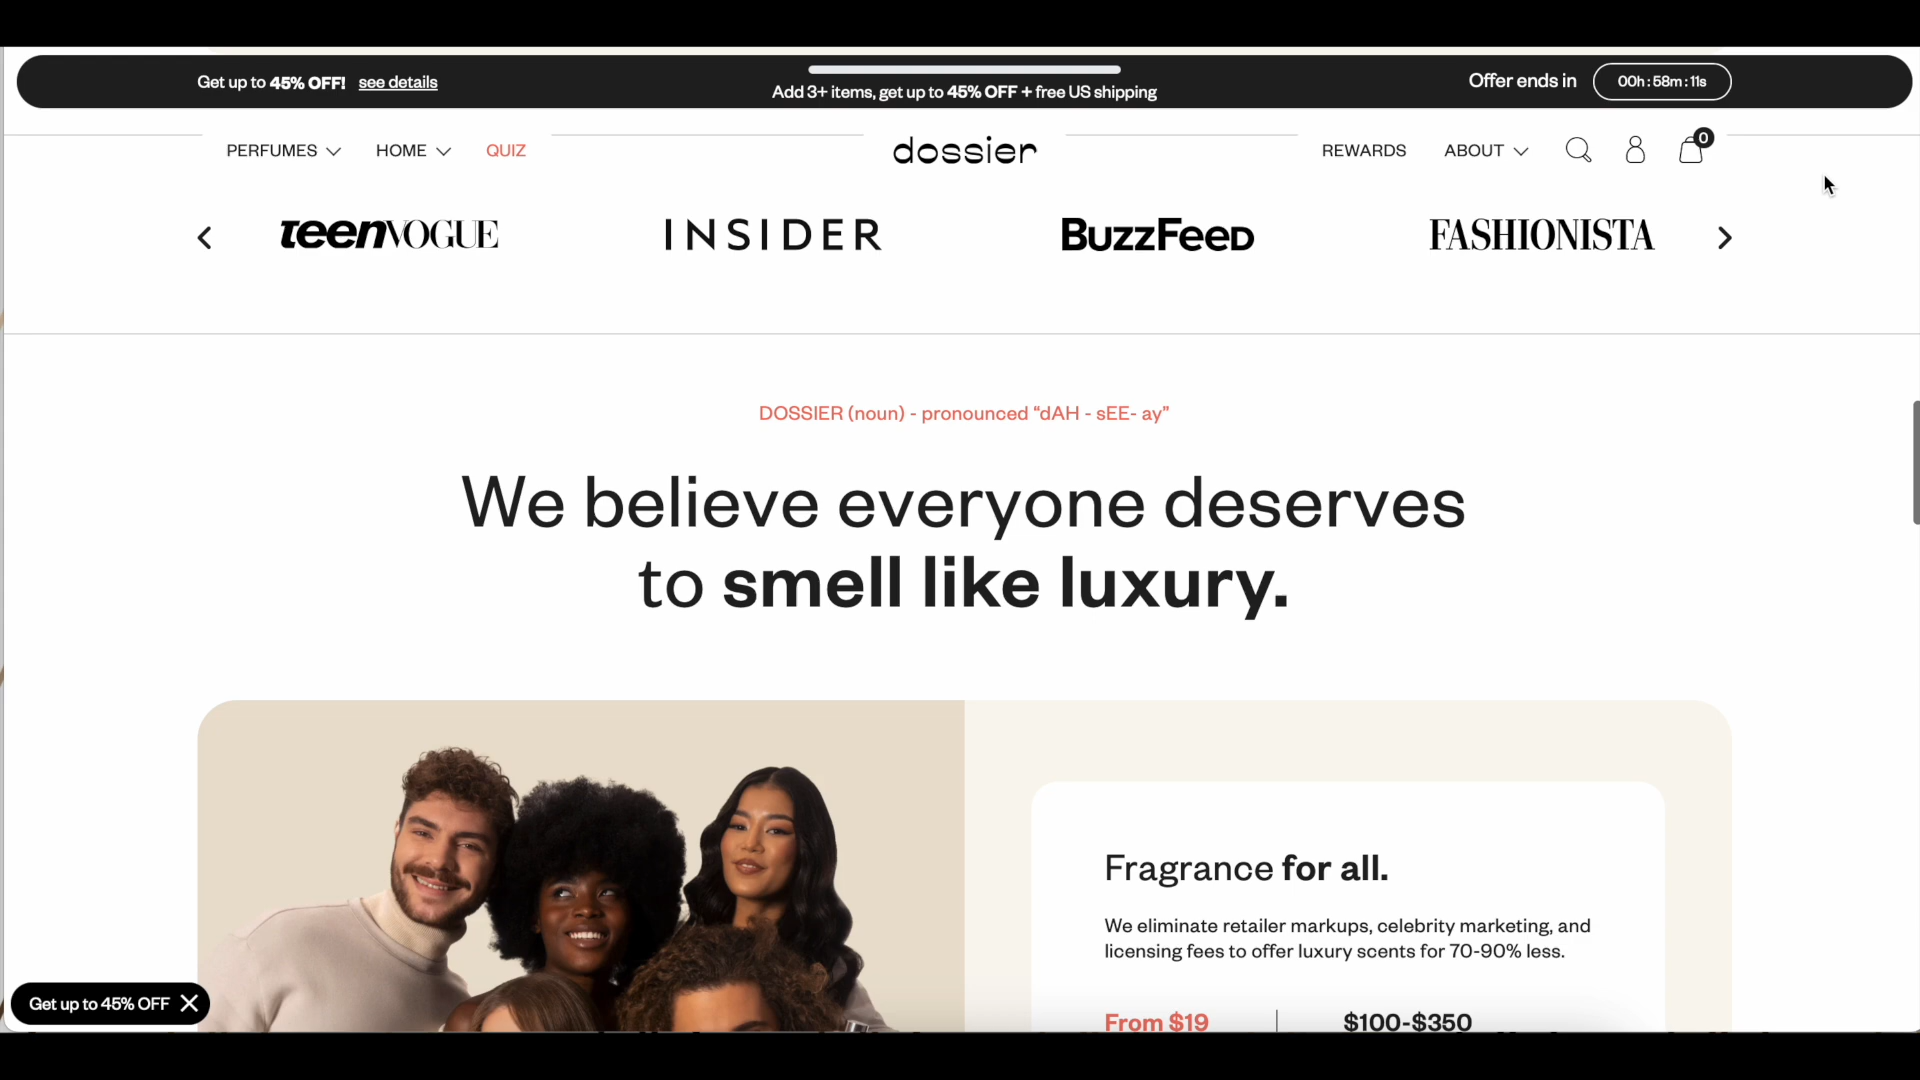 Get up to 45% OFF! see details
Add 3+ items, get up to 45% OFF + free US shipping
Offer ends in 00h : 58m : 11s
PERFUMES HOME QUIZ dossier REWARDS ABOUT 0
teenVOGUE INSIDER BuzzFeed FASHIONISTA
DOSSIER (noun) - pronounced “dAH - sEE- ay”
We believe everyone deserves
to smell like luxury.
Fragrance for all.
We eliminate retailer markups, celebrity marketing, and
licensing fees to offer luxury scents for 70-90% less.
From $19 $100-$350
Get up to 45% OFF